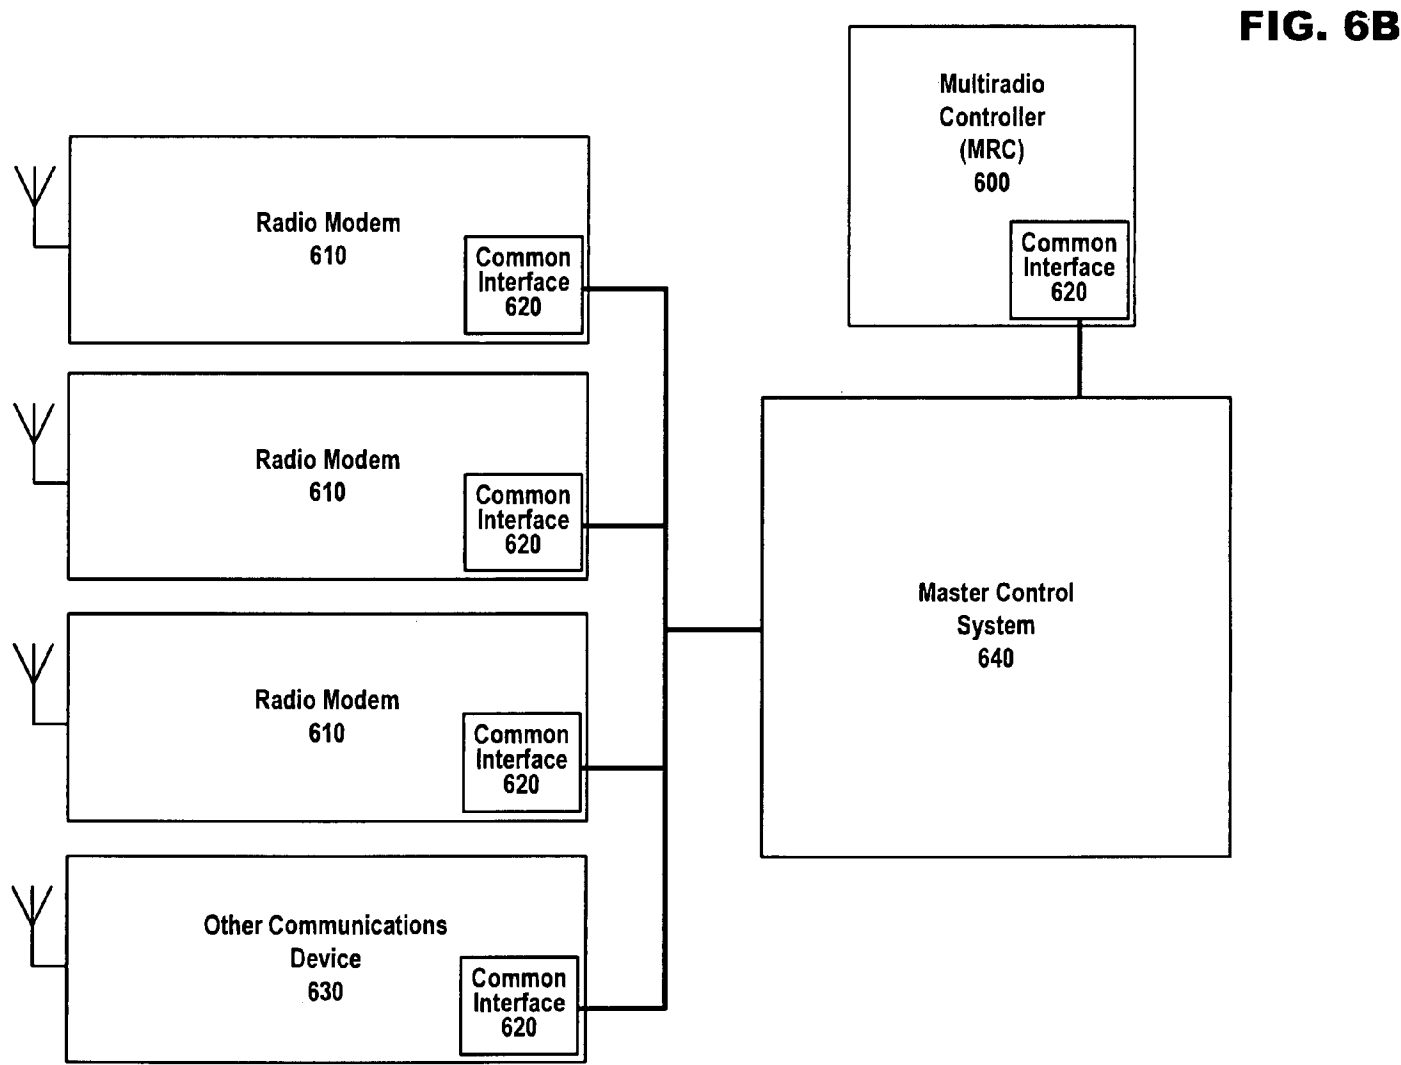 FIG. 6B
Multiradio
Controller
(MRC)
600
Common
Interface
620
Radio Modem
610
Common
Interface
620
Radio Modem
610
Common
Interface
620
Radio Modem
610
Common
Interface
620
Other Communications
Device
630
Common
Interface
620
Master Control
System
640